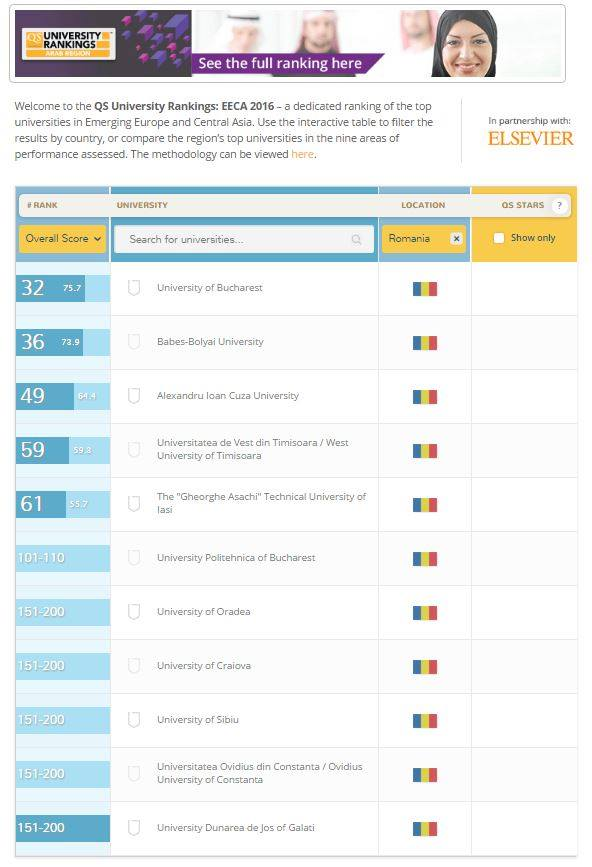 QS UNIVERSITY
RANKINGS
ARAB REGION
See the full ranking here
Welcome to the QS University Rankings: EECA 2016 – a dedicated ranking of the top
universities in Emerging Europe and Central Asia. Use the interactive table to filter the
results by country, or compare the region's top universities in the nine areas of
performance assessed. The methodology can be viewed here.
In partnership with:
ELSEVIER
# RANK UNIVERSITY LOCATION QS STARS ?
Overall Score Search for universities... Romania × Show only
32 75.7 University of Bucharest
36 73.9 Babes-Bolyai University
49 64.4 Alexandru Ioan Cuza University
59 59.3 Universitatea de Vest din Timisoara / West
University of Timisoara
61 55.7 The "Gheorghe Asachi" Technical University of
Iasi
101-110 University Politehnica of Bucharest
151-200 University of Oradea
151-200 University of Craiova
151-200 University of Sibiu
151-200 Universitatea Ovidius din Constanta / Ovidius
University of Constanta
151-200 University Dunarea de Jos of Galati